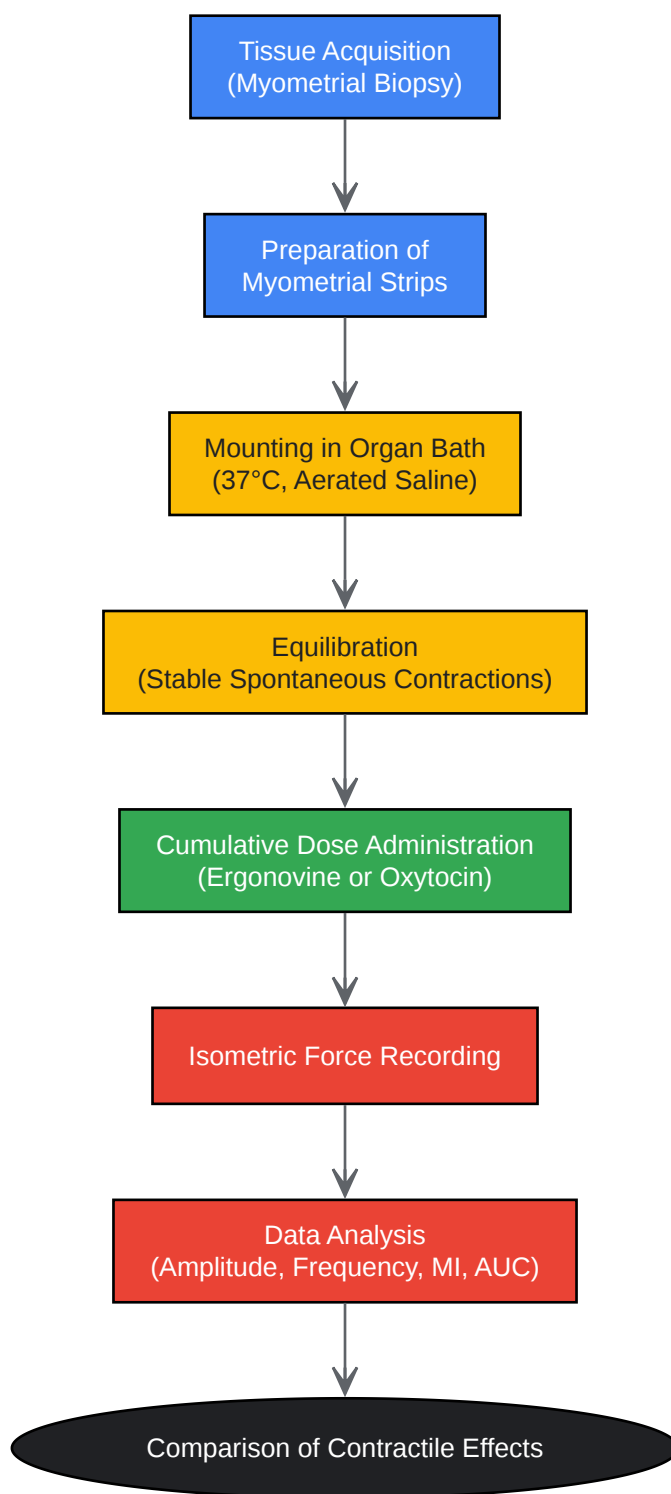 Tissue Acquisition
(Myometrial Biopsy)
Preparation of
Myometrial Strips
Mounting in Organ Bath
(37°C, Aerated Saline)
Equilibration
(Stable Spontaneous Contractions)
Cumulative Dose Administration
(Ergonovine or Oxytocin)
Isometric Force Recording
Data Analysis
(Amplitude, Frequency, MI, AUC)
Comparison of Contractile Effects